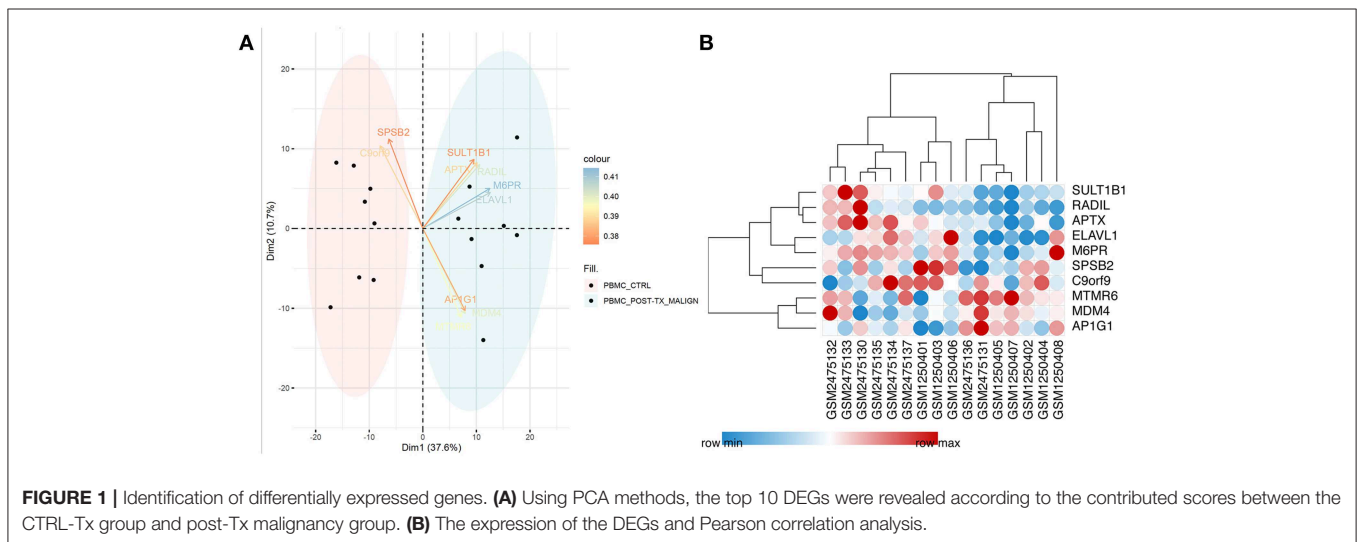 A
B
20
10
0
-10
-20
Dim2 (10.7%)
-20
-10
0
10
20
Dim1 (37.6%)
SPSB2
C9orf9
SULT1B1
APTX
RADIL
M6PR
ELAVL1
AP1G1
MDM4
colour
0.41
0.40
0.39
0.38
Fill.
PBMC_CTRL
PBMC_POST-TX_MALIGN
SULT1B1
RADIL
APTX
ELAVL1
M6PR
SPSB2
C9orf9
MTMR6
MDM4
AP1G1
GSM2475132
GSM2475133
GSM2475130
GSM2475135
GSM2475134
GSM2475137
GSM1250401
GSM1250403
GSM1250406
GSM2475136
GSM2475131
GSM1250405
GSM1250407
GSM1250402
GSM1250404
GSM1250408
row min
row max
FIGURE 1 | Identification of differentially expressed genes. (A) Using PCA methods, the top 10 DEGs were revealed according to the contributed scores between the
CTRL-Tx group and post-Tx malignancy group. (B) The expression of the DEGs and Pearson correlation analysis.